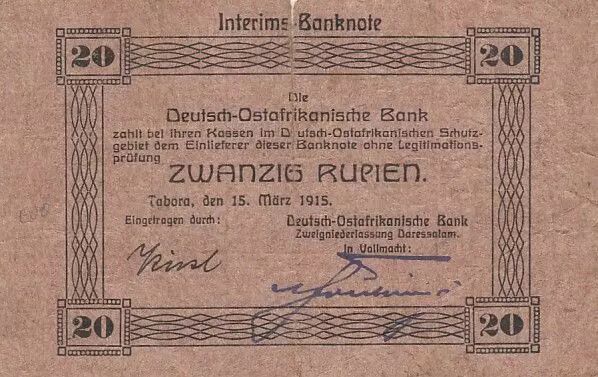 Interims Banknote
20 20
Die
Deutsch-Ostafrikanische Bank
zahlt bei ihren Kassen im D utsch-Ostafrikanischen Schutz-
gebiet dem Einlieferer dieser Banknote ohne Legitimations-
prüfung
ZWANZIG RUPIEN.
Tabora, den 15. März 1915.
Eingetragen durch: Deutsch-Ostafrikanische Bank
Zweigniederlassung Daressalam.
In Vollmacht:
20 20